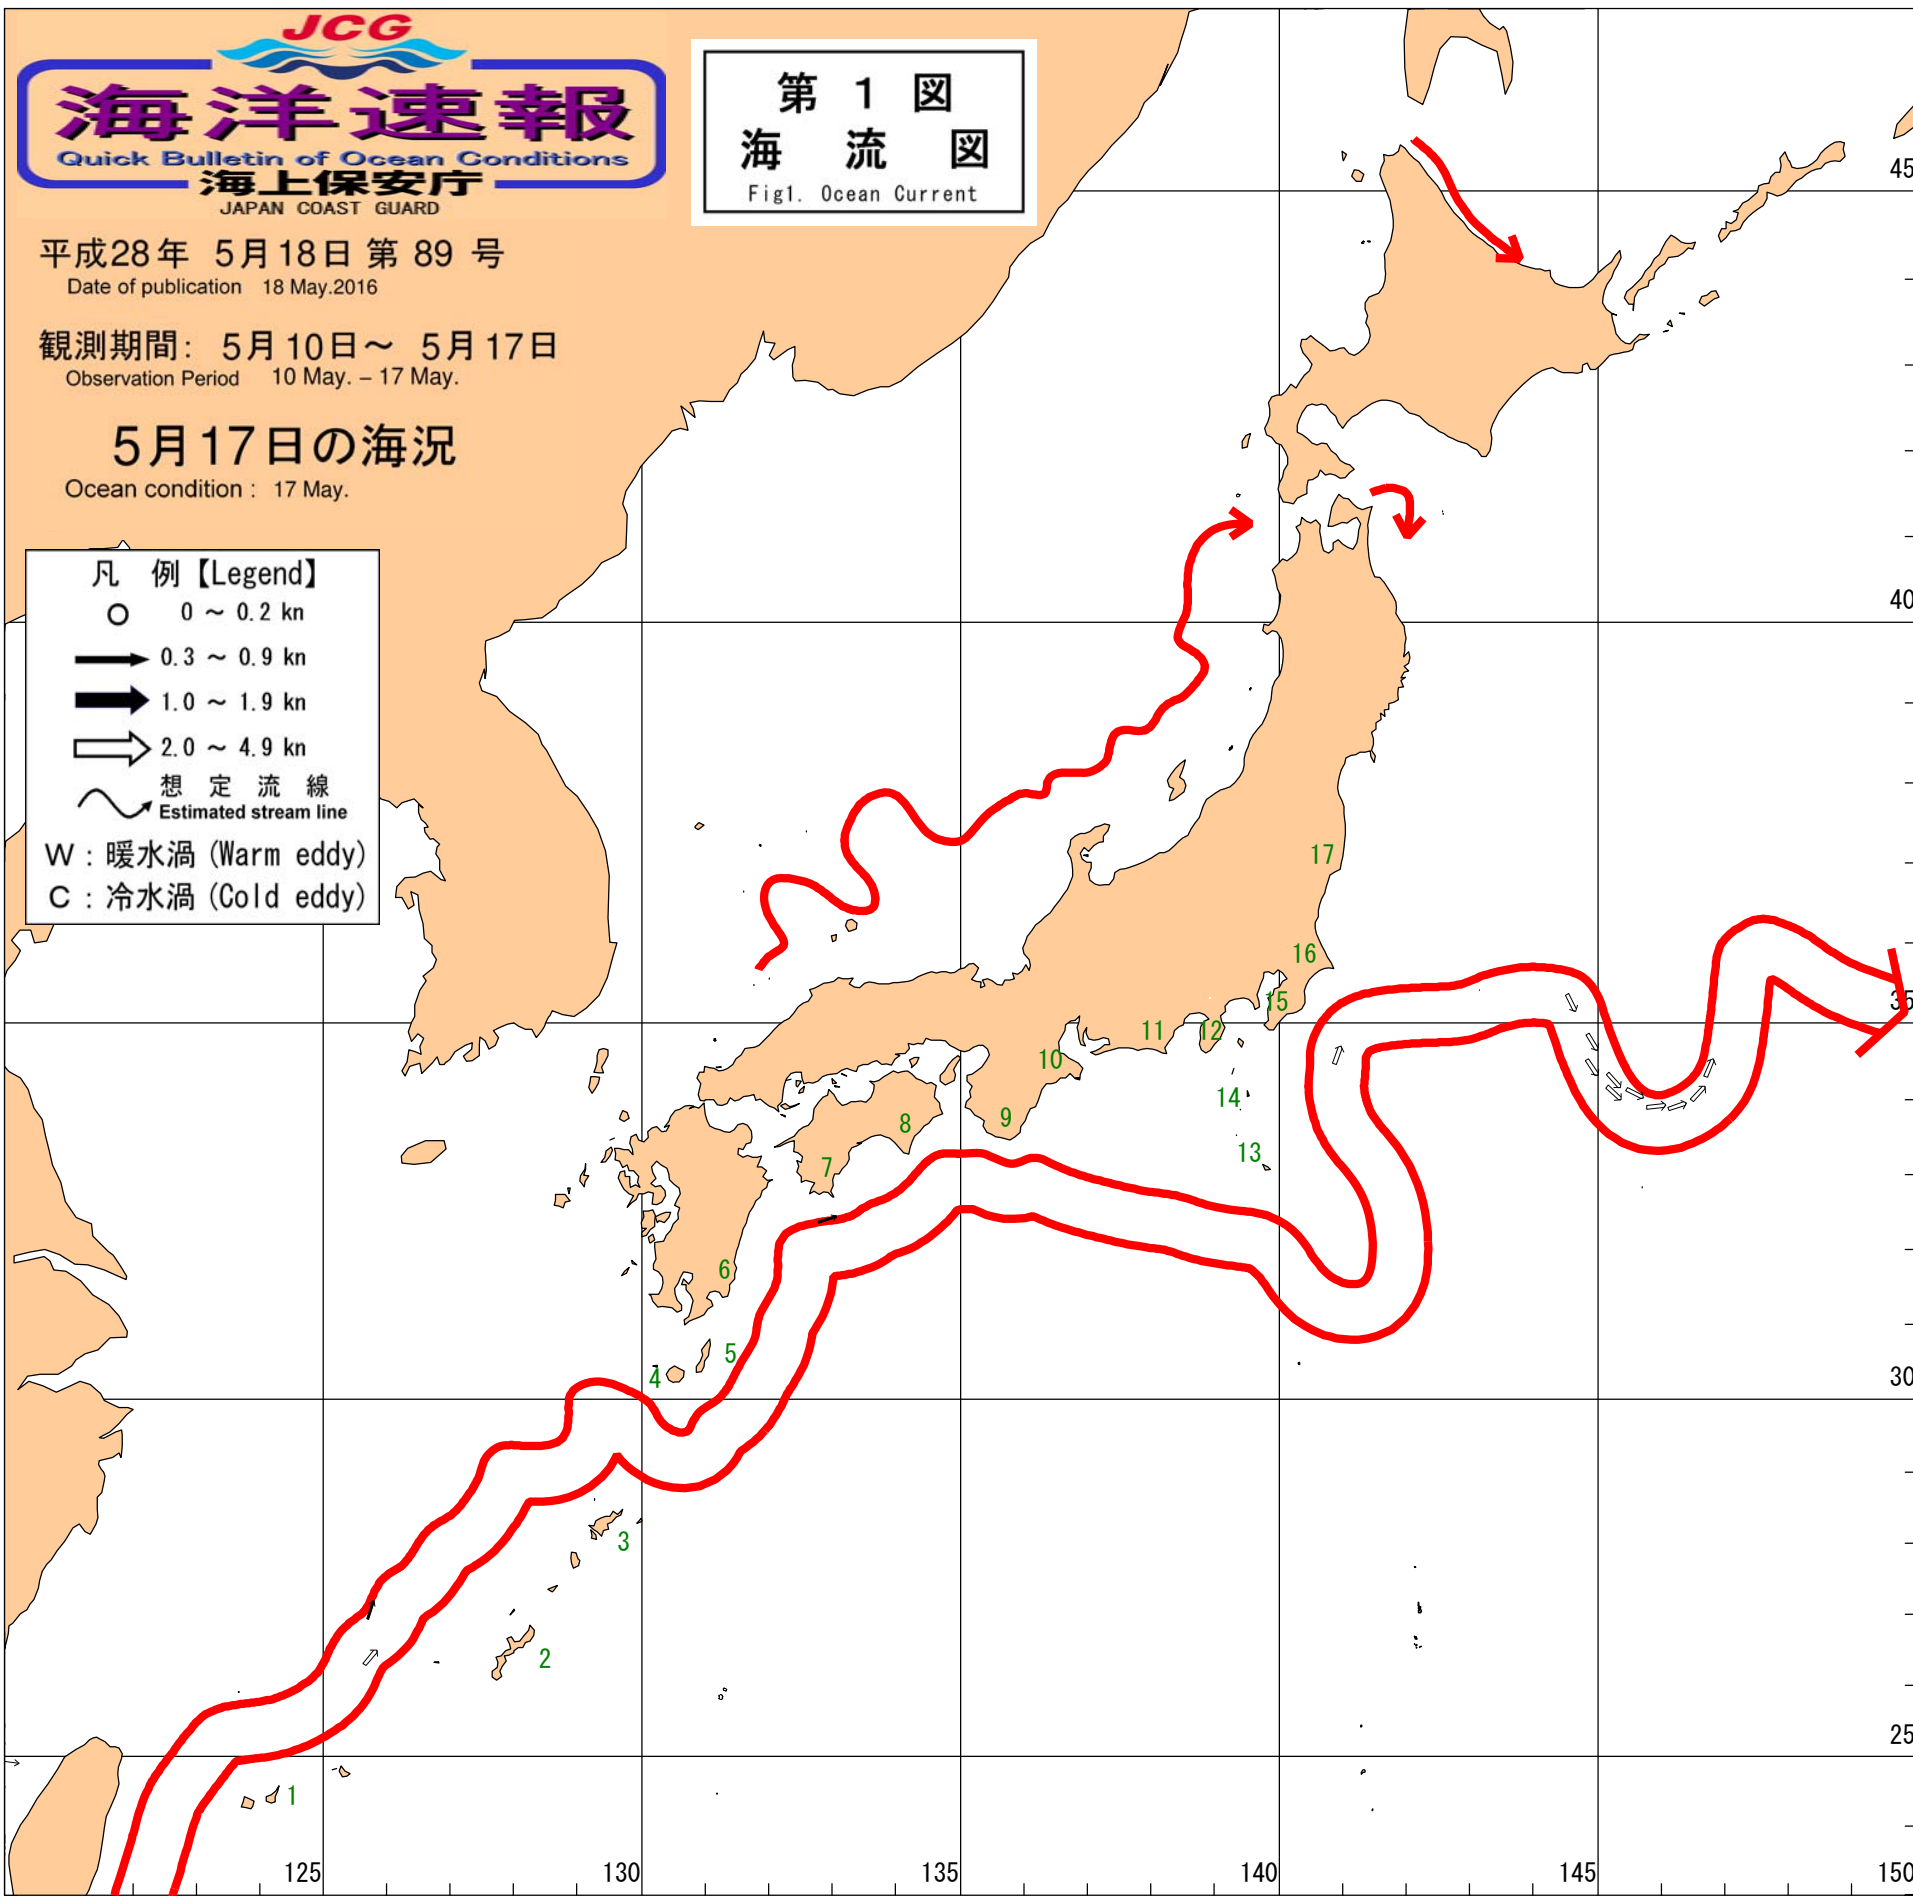 JCG
海洋速報
Quick Bulletin of Ocean Conditions
海上保安庁
JAPAN COAST GUARD
第 1 図
海 流 図
Fig1. Ocean Current
平成28年 5月18日 第 89 号
Date of publication 18 May.2016
観測期間: 5月10日～ 5月17日
Observation Period 10 May. – 17 May.
5月17日の海況
Ocean condition : 17 May.
凡 例【Legend】
0 ～ 0.2 kn
0.3 ～ 0.9 kn
1.0 ～ 1.9 kn
2.0 ～ 4.9 kn
想 定 流 線
Estimated stream line
W : 暖水渦 (Warm eddy)
C : 冷水渦 (Cold eddy)
45
40
17
16
35
15
11
12
10
14
9
8
13
7
6
5
4
30
3
2
25
1
125
130
135
140
145
150